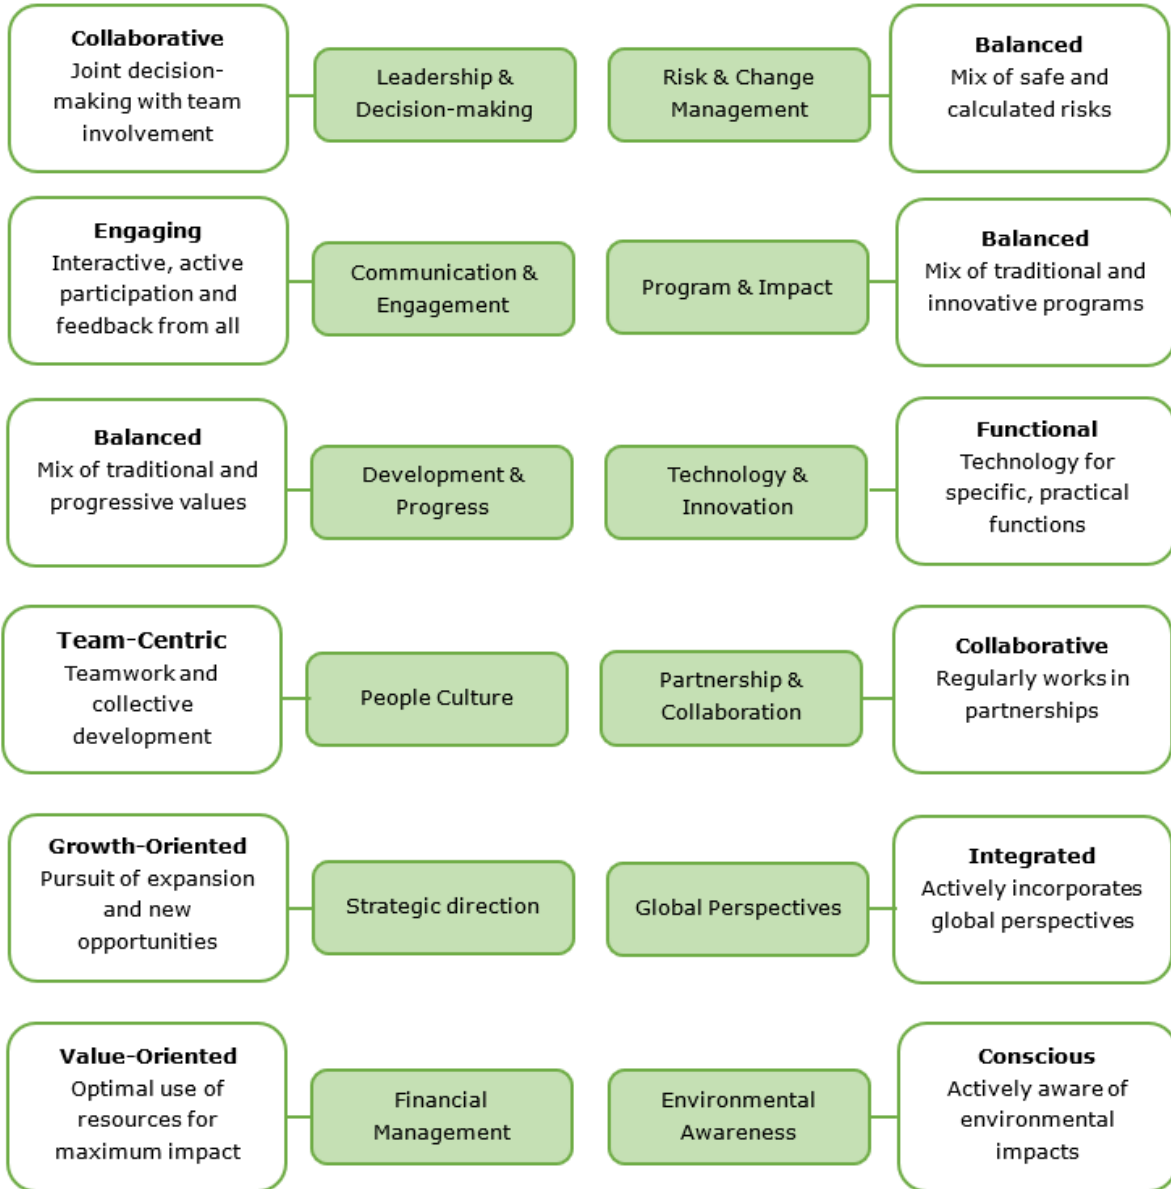 Collaborative
Joint decision-
making with team
involvement
Leadership &
Decision-making
Risk & Change
Management
Balanced
Mix of safe and
calculated risks
Engaging
Interactive, active
participation and
feedback from all
Communication &
Engagement
Program & Impact
Balanced
Mix of traditional and
innovative programs
Balanced
Mix of traditional and
progressive values
Development &
Progress
Technology &
Innovation
Functional
Technology for
specific, practical
functions
Team-Centric
Teamwork and
collective
development
People Culture
Partnership &
Collaboration
Collaborative
Regularly works in
partnerships
Growth-Oriented
Pursuit of expansion
and new
opportunities
Strategic direction
Global Perspectives
Integrated
Actively incorporates
global perspectives
Value-Oriented
Optimal use of
resources for
maximum impact
Financial
Management
Environmental
Awareness
Conscious
Actively aware of
environmental
impacts